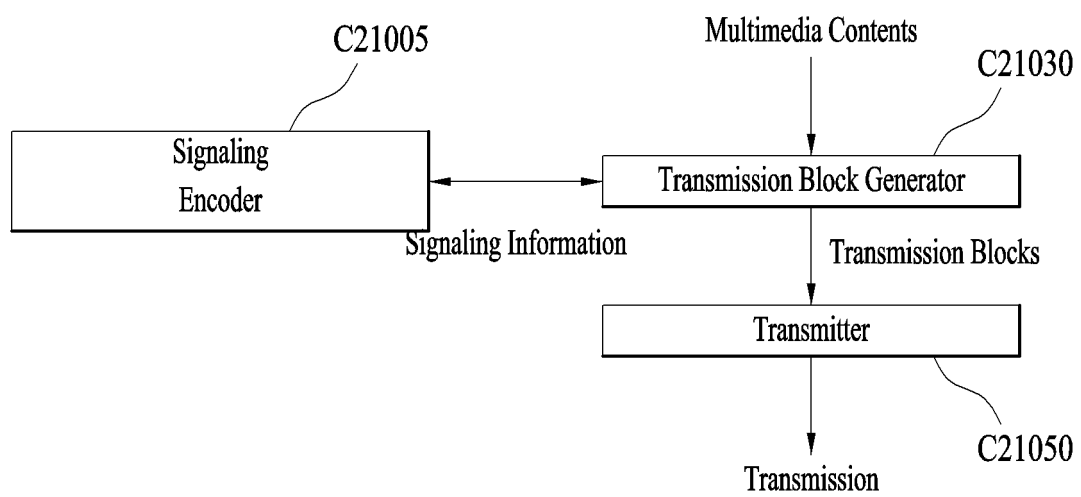 C21005
Multimedia Contents
C21030
Signaling
Encoder
Transmission Block Generator
Signaling Information
Transmission Blocks
Transmitter
C21050
Transmission